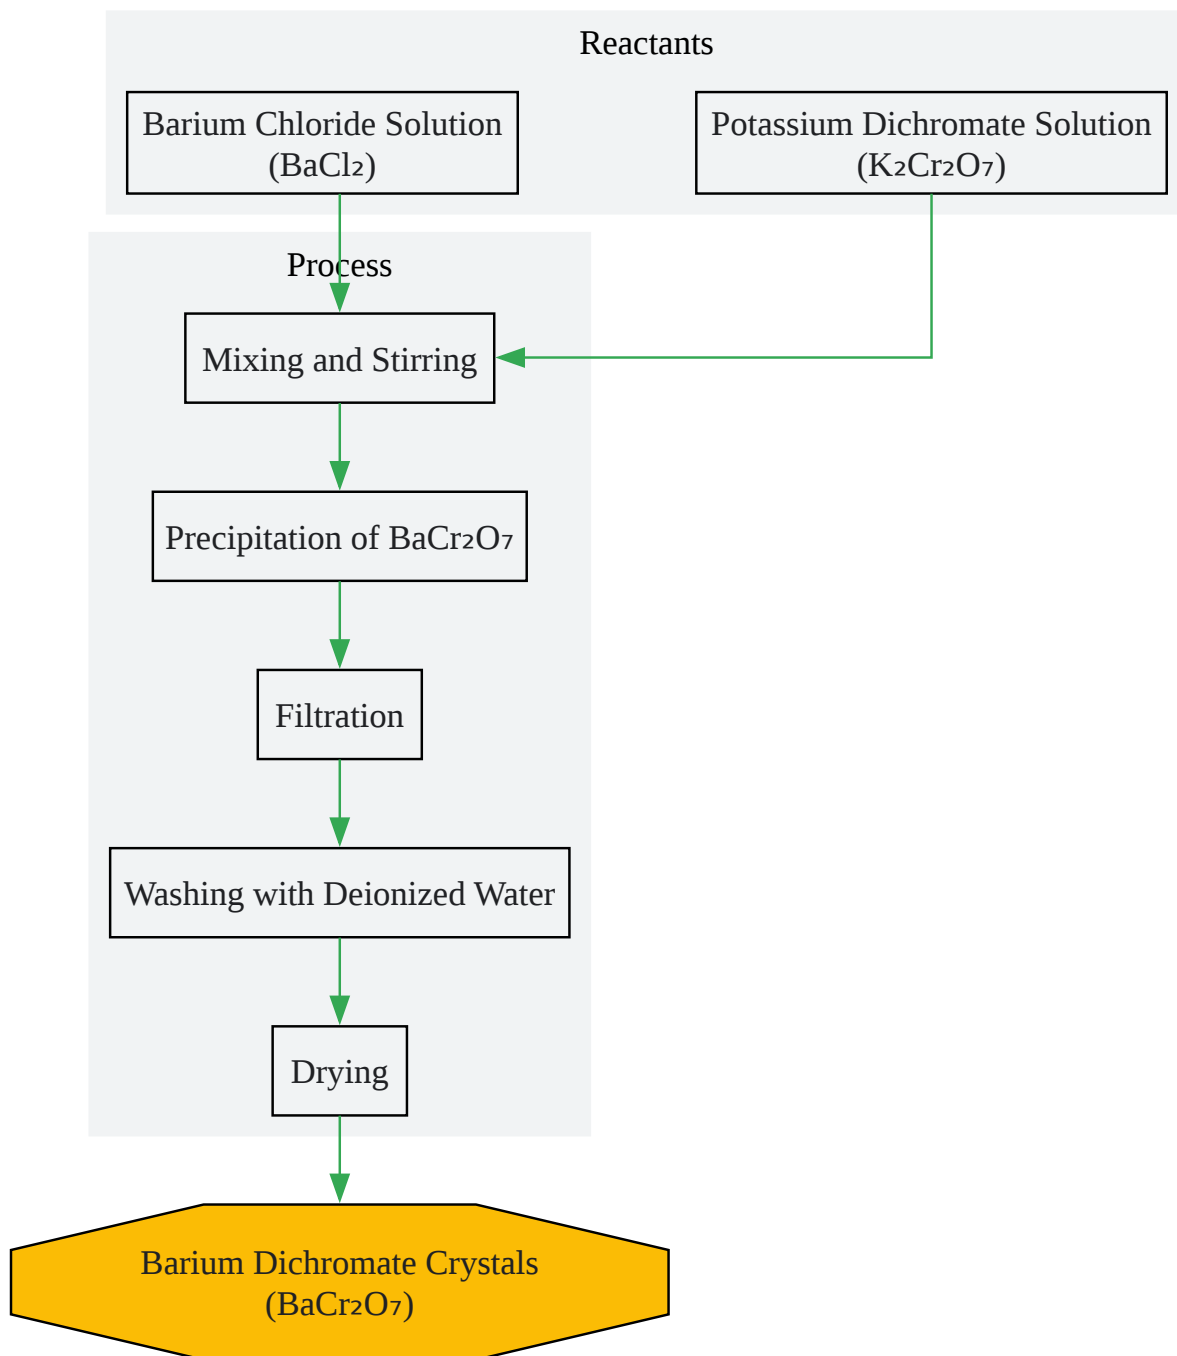 Reactants
Barium Chloride Solution
(BaCl₂)
Potassium Dichromate Solution
(K₂Cr₂O₇)
Process
Mixing and Stirring
Precipitation of BaCr₂O₇
Filtration
Washing with Deionized Water
Drying
Barium Dichromate Crystals
(BaCr₂O₇)